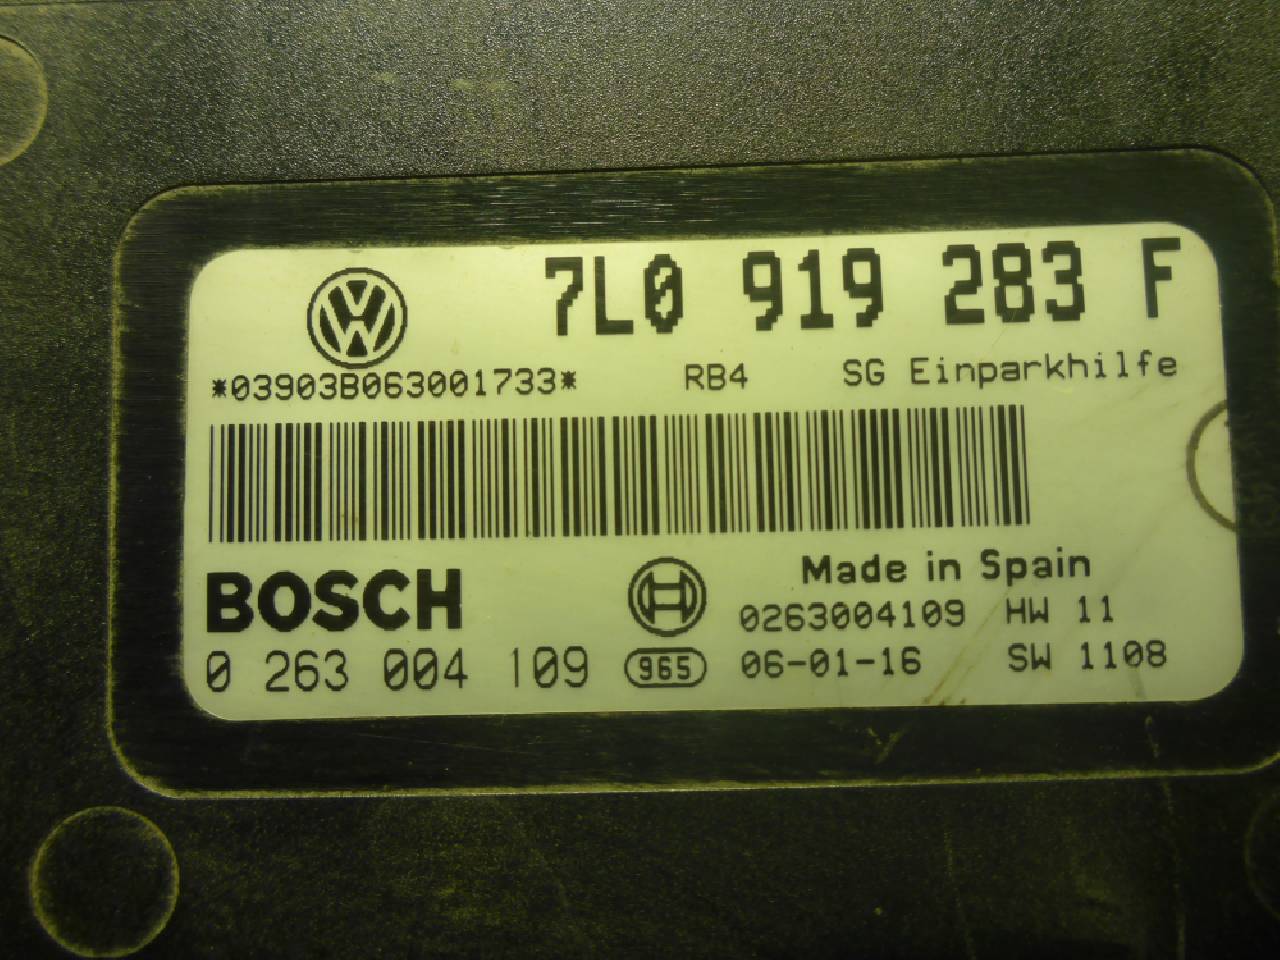 7L0 919 283 F
*03903B063001733* RB4 SG Einparkhilfe
BOSCH
Made in Spain
0263004109 HW 11
0 263 004 109 965 06-01-16 SW 1108